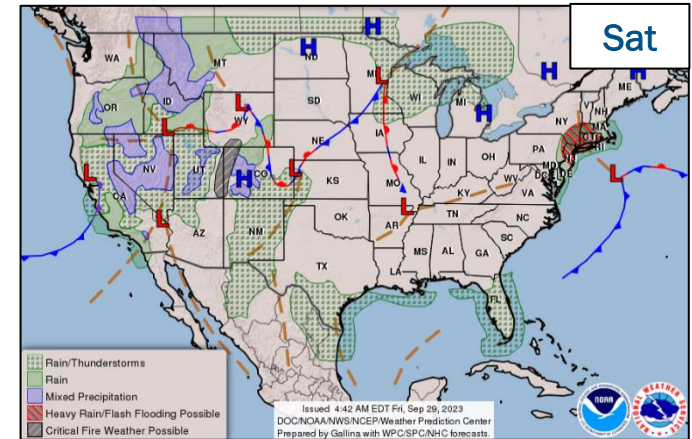 Sat
H
H
WA
MT
ND
MN
H
H
ME
OR
ID
WY
SD
WI
MI
H
VT
NH
NY
MA
CT
RI
L
L
L
NE
IA
PA
NJ
NV
UT
H
CO
L
KS
MO
IL
IN
OH
MD
DC
DE
WV
VA
KY
L
L
CA
L
AZ
NM
OK
AR
L
TN
NC
SC
TX
LA
MS
AL
GA
FL
Rain/Thunderstorms
Rain
Mixed Precipitation
Heavy Rain/Flash Flooding Possible
Critical Fire Weather Possible
Issued 4:42 AM EDT Fri, Sep 29, 2023
DOC/NOAA/NWS/NCEP/Weather Prediction Center
Prepared by Gallina with WPC/SPC/NHC forecasts.
NOAA
NATIONAL WEATHER SERVICE